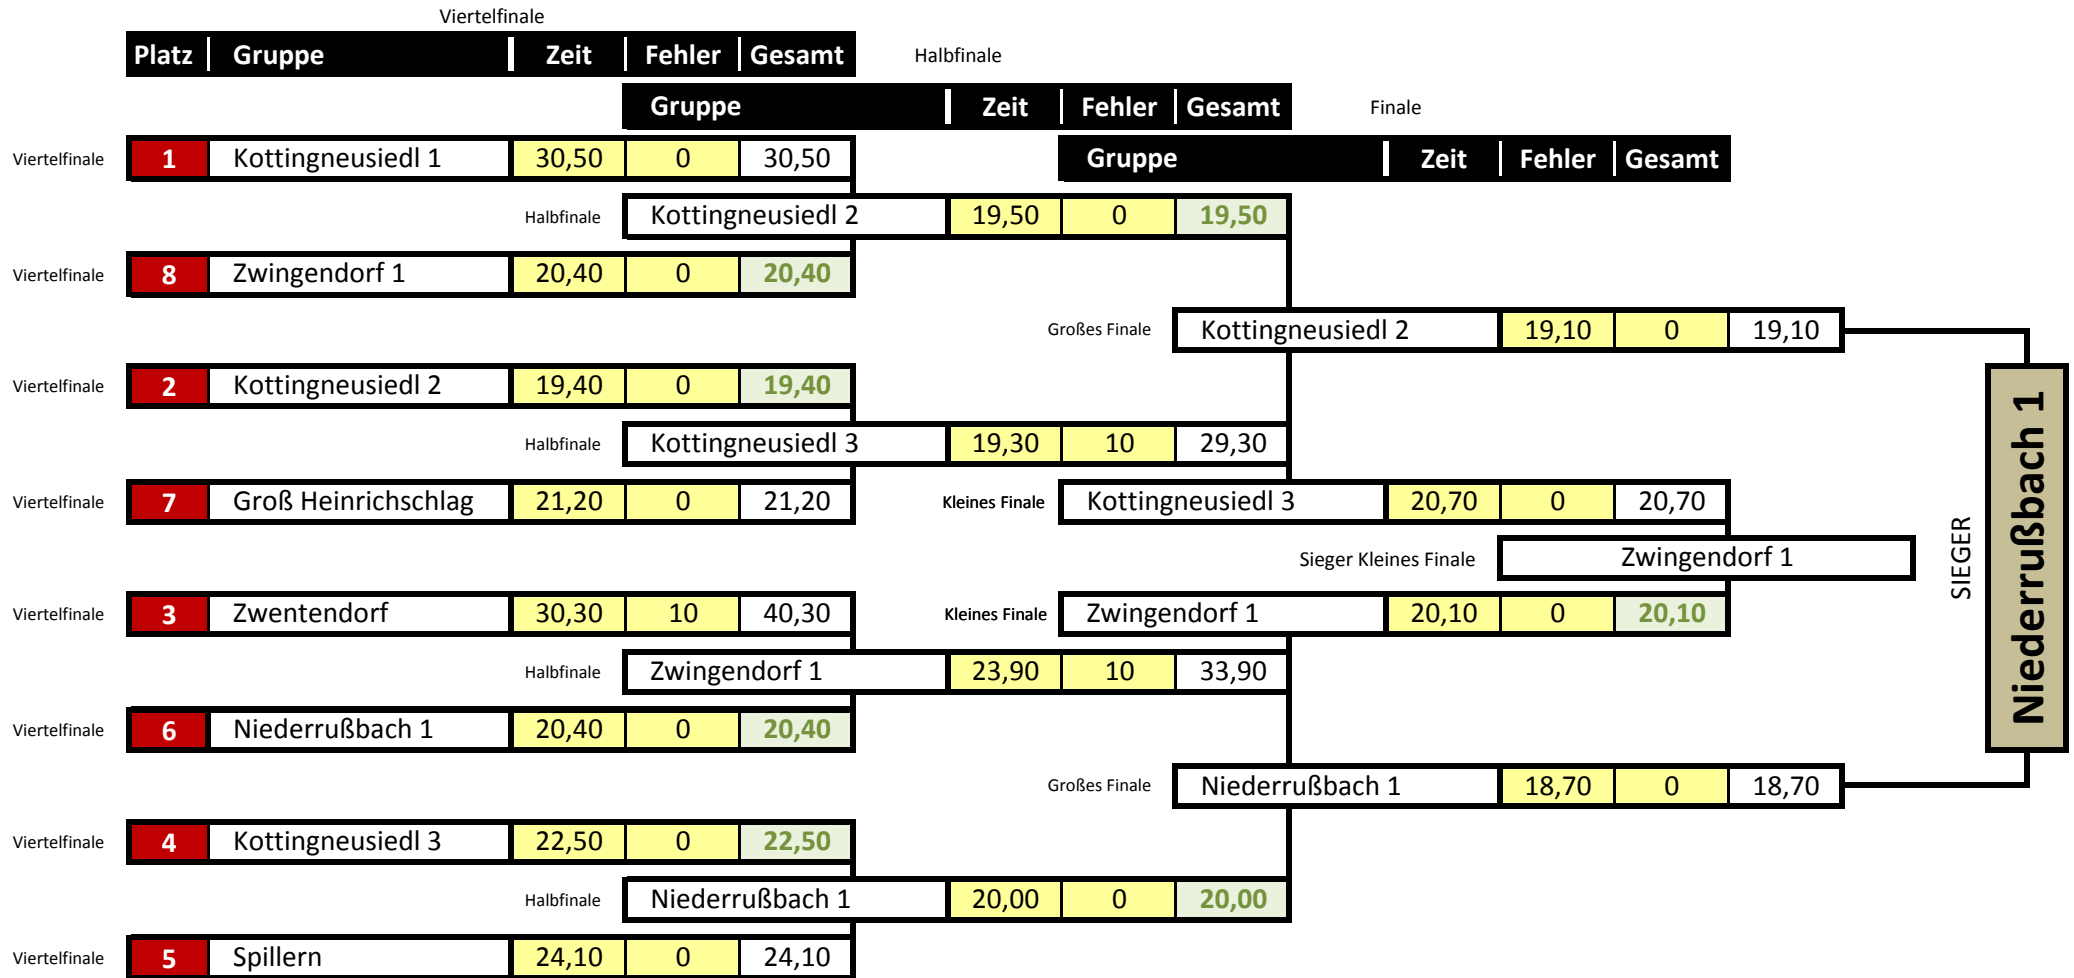 Viertelfinale
Platz Gruppe Zeit Fehler Gesamt Halbfinale
Gruppe Zeit Fehler Gesamt Finale
Viertelfinale 1 Kottingneusiedl 1 30,50 0 30,50 Gruppe Zeit Fehler Gesamt
Halbfinale Kottingneusiedl 2 19,50 0 19,50
Viertelfinale 8 Zwingendorf 1 20,40 0 20,40
Großes Finale Kottingneusiedl 2 19,10 0 19,10
Viertelfinale 2 Kottingneusiedl 2 19,40 0 19,40
Halbfinale Kottingneusiedl 3 19,30 10 29,30
Viertelfinale 7 Groß Heinrichschlag 21,20 0 21,20 Kleines Finale Kottingneusiedl 3 20,70 0 20,70
Sieger Kleines Finale Zwingendorf 1
SIEGER
Niederrußbach 1
Viertelfinale 3 Zwentendorf 30,30 10 40,30 Kleines Finale Zwingendorf 1 20,10 0 20,10
Halbfinale Zwingendorf 1 23,90 10 33,90
Viertelfinale 6 Niederrußbach 1 20,40 0 20,40
Großes Finale Niederrußbach 1 18,70 0 18,70
Viertelfinale 4 Kottingneusiedl 3 22,50 0 22,50
Halbfinale Niederrußbach 1 20,00 0 20,00
Viertelfinale 5 Spillern 24,10 0 24,10